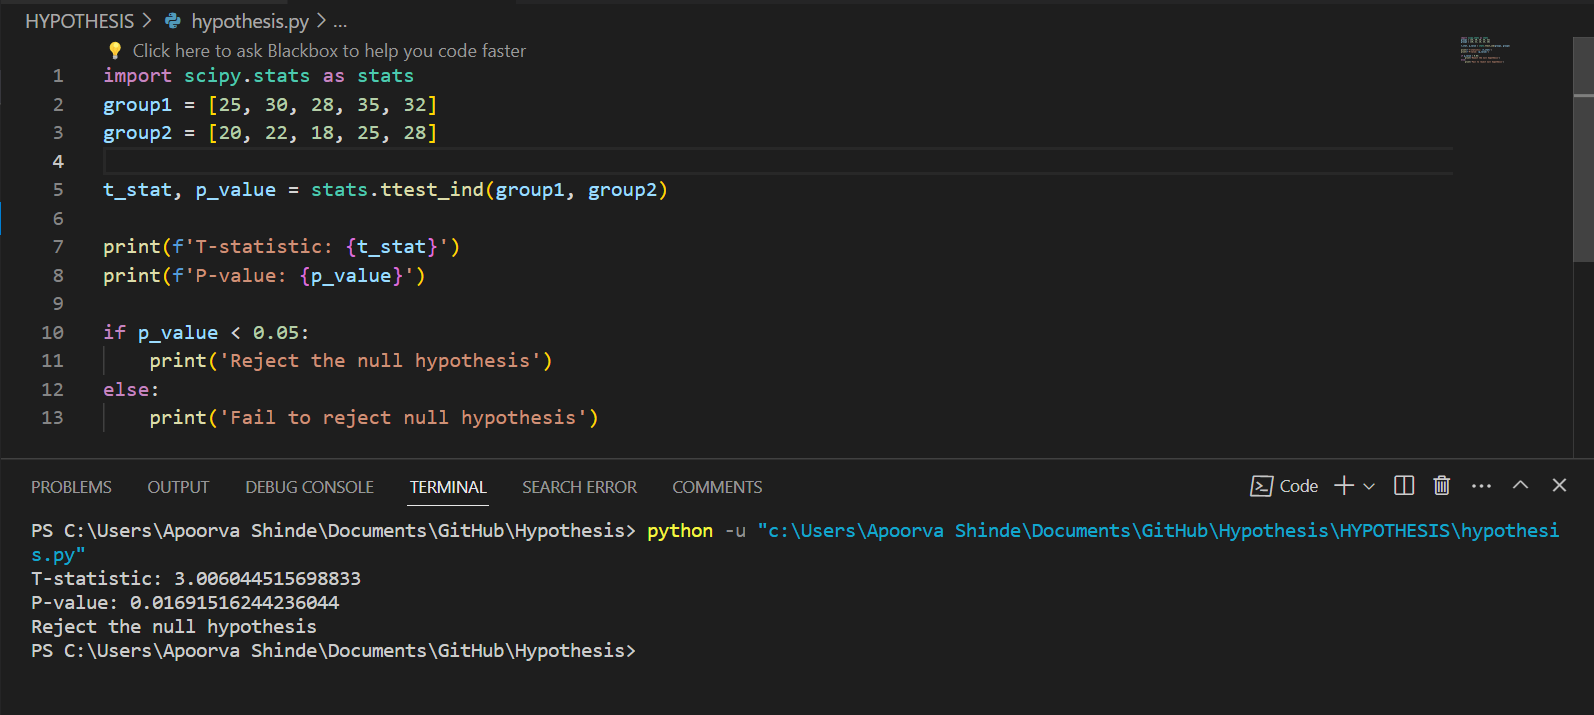 HYPOTHESIS > hypothesis.py > ...
Click here to ask Blackbox to help you code faster
1 import scipy.stats as stats
2 group1 = [25, 30, 28, 35, 32]
3 group2 = [20, 22, 18, 25, 28]
4
5 t_stat, p_value = stats.ttest_ind(group1, group2)
6
7 print(f'T-statistic: {t_stat}')
8 print(f'P-value: {p_value}')
9
10 if p_value < 0.05:
11     print('Reject the null hypothesis')
12 else:
13     print('Fail to reject null hypothesis')
PROBLEMS OUTPUT DEBUG CONSOLE TERMINAL SEARCH ERROR COMMENTS Code
PS C:\Users\Apoorva Shinde\Documents\GitHub\Hypothesis> python -u "c:\Users\Apoorva Shinde\Documents\GitHub\Hypothesis\HYPOTHESIS\hypothesi
s.py"
T-statistic: 3.006044515698833
P-value: 0.01691516244236044
Reject the null hypothesis
PS C:\Users\Apoorva Shinde\Documents\GitHub\Hypothesis>